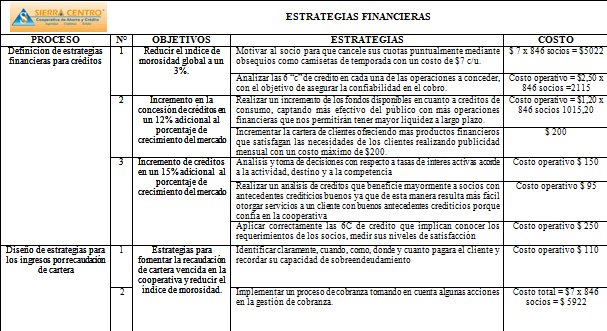 SIERRA CENTRO
Cooperativa de Ahorro y Crédito
ESTRATEGIAS FINANCIERAS
PROCESO Nº OBJETIVOS ESTRATEGIAS COSTO
Definición de estrategias financieras para créditos
1
Reducir el índice de
morosidad global a un
3%.
Motivar al socio para que cancele sus cuotas puntualmente mediante
obsequios como camisetas de temporada con un costo de $7 c/u.
$ 7 x 846 socios = $5022
Analizar las 6 “c” de credito en cada una de las operaciones a conceder,
con el objetivo de asegurar la confiabilidad en el cobro.
Costo operativo = $2,50 x
846 socios =2115
2
Incremento en la
concesión de créditos en
un 12% adicional al
porcentaje de
crecimiento del mercado
Realizar un incremento de los fondos disponibles en cuanto a creditos de
consumo, captando más efectivo del público con más operaciones
financieras que nos permitirán tener mayor liquidez a largo plazo.
Costo operativo = $1,20 x
846 socios 1015,20
Incrementar la cartera de clientes ofreciendo más productos financieros
que satisfagan las necesidades de los clientes realizando publicidad
mensual con un costo máximo de $200.
$ 200
3
Incremento de creditos
en un 15% adicional al
porcentaje de
crecimiento del mercado
Analisis y toma de decisiones con respecto a tasas de interes activas acorde
a la actividad, destino y a la competencia
Costo operativo $ 150
Realizar un analisis de creditos que beneficie mayormente a socios con
antecedentes crediticios buenos ya que de esta manera resulta más fácil
otorgar servicios a un cliente con buenos antecedentes crediticios porque
confia en la cooperativa
Costo operativo $ 95
Aplicar correctamente las 6C de credito que implican conocer los
requerimientos de los socios, medir sus niveles de satisfacción
Costo operativo $ 250
Diseño de estrategias para
los ingresos por recaudación
de cartera
1
Estrategias para
fomentar la recaudación
de cartera vencida en la
cooperativa y reducir el
índice de morosidad.
Identificar claramente, cuando, como, donde y cuanto pagara el cliente y
recordar su capacidad de sobreendeudamiento
Costo operativo $ 110
2
Implementar un proceso de cobranza tomando en cuenta algunas acciones
en la gestión de cobranza.
Costo total = $7 x 846
socios = $ 5922